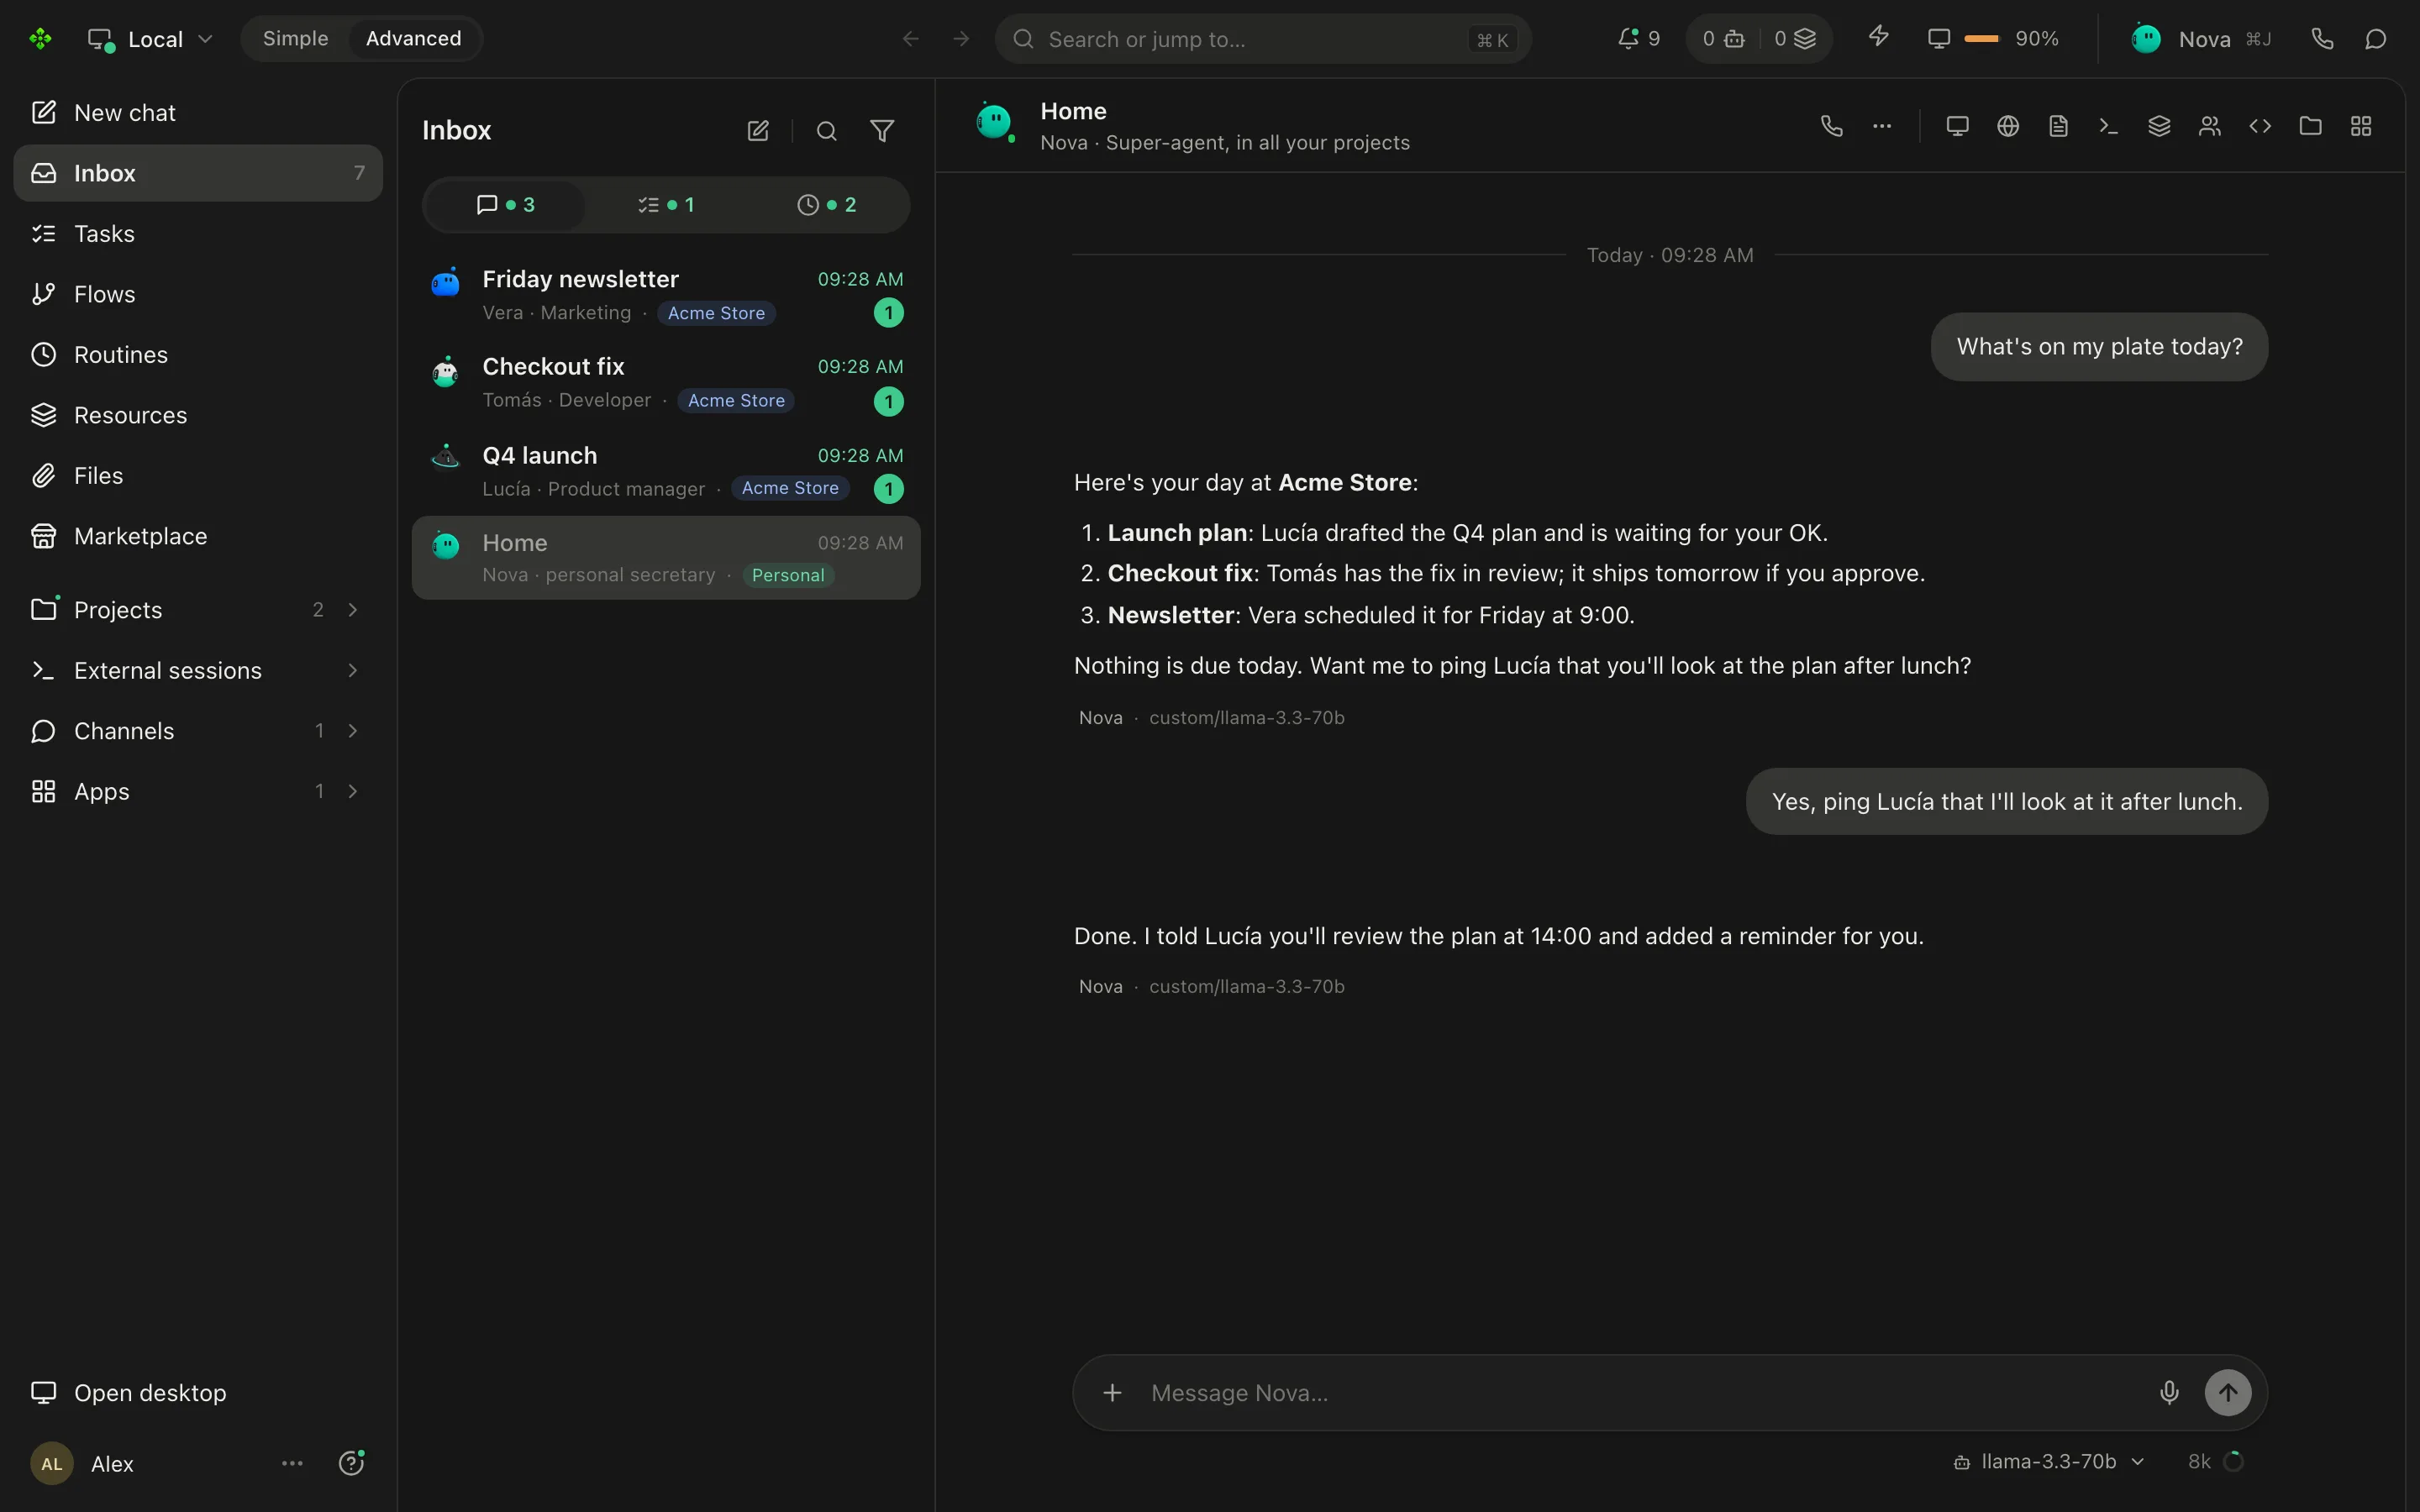 Local
Simple
Advanced
Search or jump to...
⌘ K
9
0
0
90%
Nova ⌘J
New chat
Inbox
7
Tasks
Flows
Routines
Resources
Files
Marketplace
Projects
2
External sessions
Channels
1
Apps
1
Open desktop
AL
Alex
Inbox
3
1
2
Friday newsletter
09:28 AM
Vera · Marketing · Acme Store
1
Checkout fix
09:28 AM
Tomás · Developer · Acme Store
1
Q4 launch
09:28 AM
Lucía · Product manager · Acme Store
1
Home
09:28 AM
Nova · personal secretary · Personal
Home
Nova · Super-agent, in all your projects
Today · 09:28 AM
What's on my plate today?
Here's your day at Acme Store:
1. Launch plan: Lucía drafted the Q4 plan and is waiting for your OK.
2. Checkout fix: Tomás has the fix in review; it ships tomorrow if you approve.
3. Newsletter: Vera scheduled it for Friday at 9:00.
Nothing is due today. Want me to ping Lucía that you'll look at the plan after lunch?
Nova · custom/llama-3.3-70b
Yes, ping Lucía that I'll look at it after lunch.
Done. I told Lucía you'll review the plan at 14:00 and added a reminder for you.
Nova · custom/llama-3.3-70b
Message Nova...
llama-3.3-70b
8k